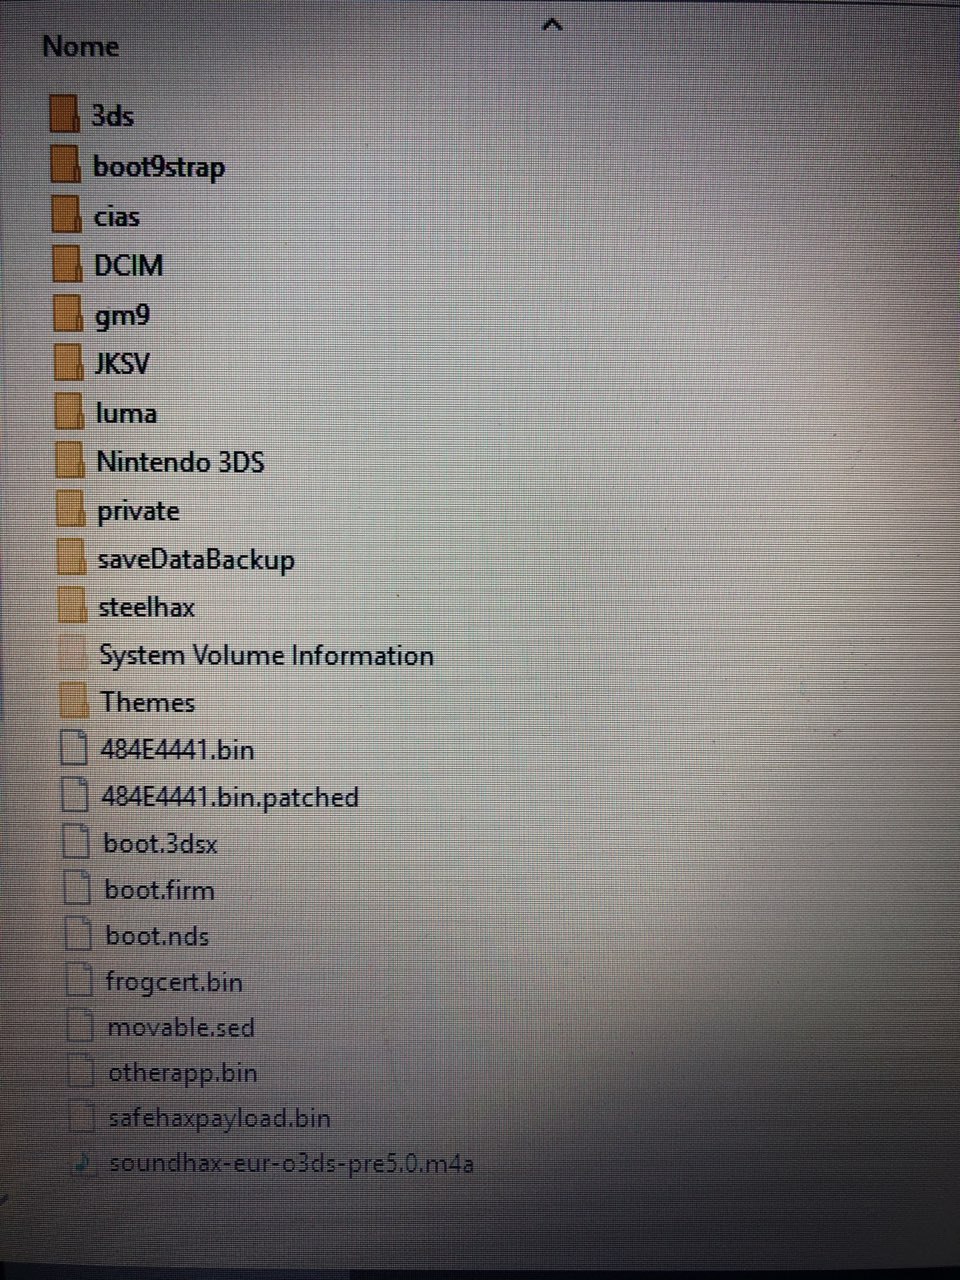 Nome
3ds
boot9strap
cias
DCIM
gm9
JKSV
luma
Nintendo 3DS
private
saveDataBackup
steelhax
System Volume Information
Themes
484E4441.bin
484E4441.bin.patched
boot.3dsx
boot.firm
boot.nds
frogcert.bin
movable.sed
otherapp.bin
safehaxpayload.bin
soundhax-eur-o3ds-pre5.0.m4a